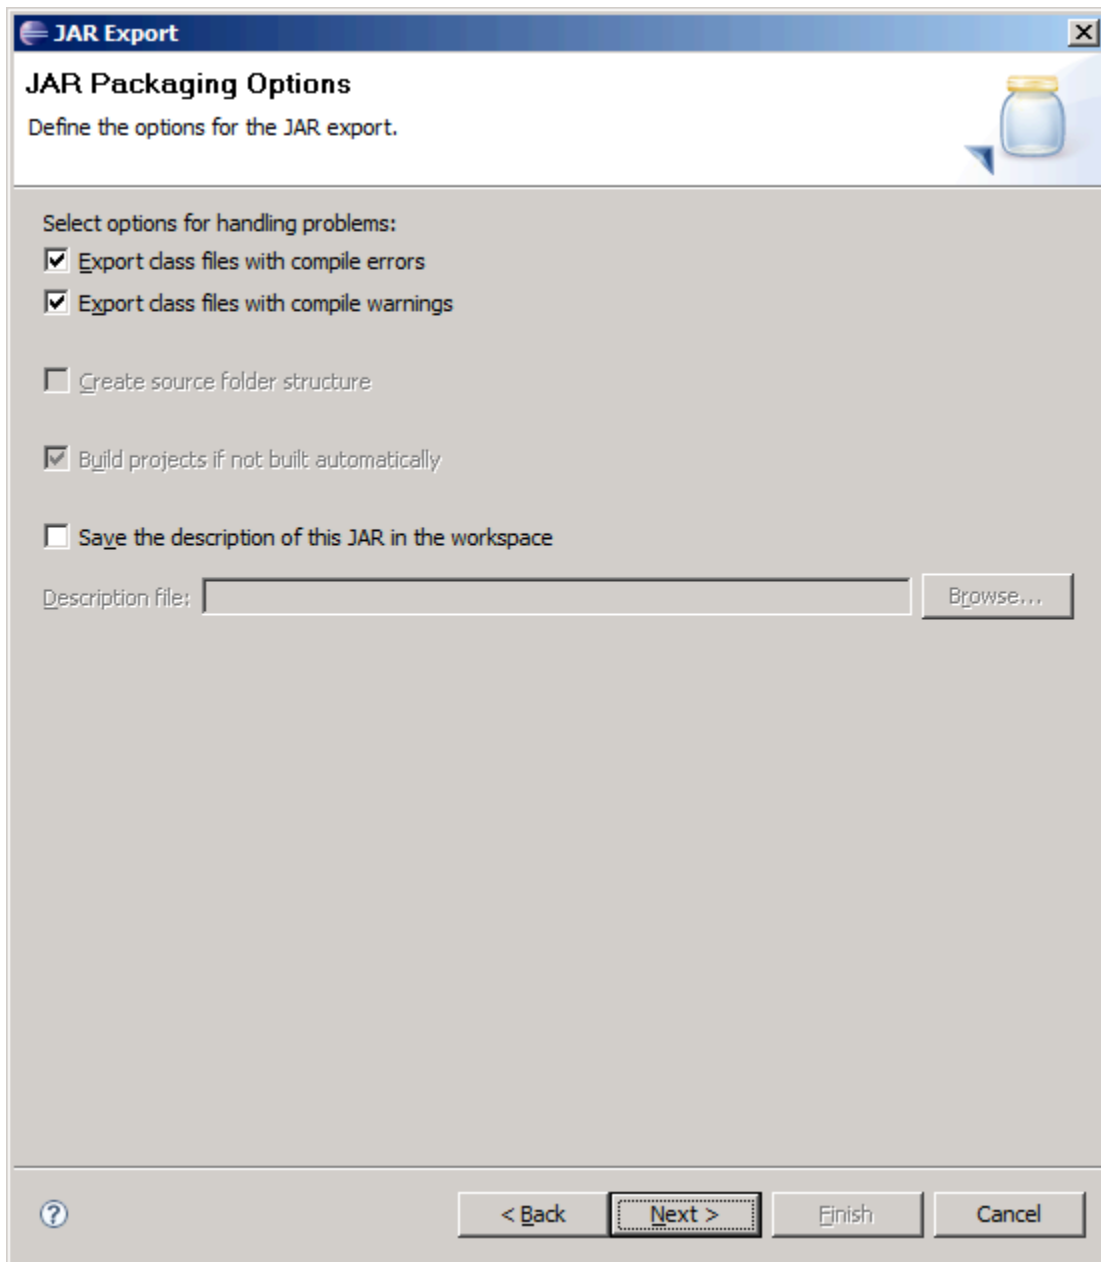 JAR Export
JAR Packaging Options
Define the options for the JAR export.
Select options for handling problems:
Export class files with compile errors
Export class files with compile warnings
Create source folder structure
Build projects if not built automatically
Save the description of this JAR in the workspace
Description file: Browse...
? < Back Next > Finish Cancel